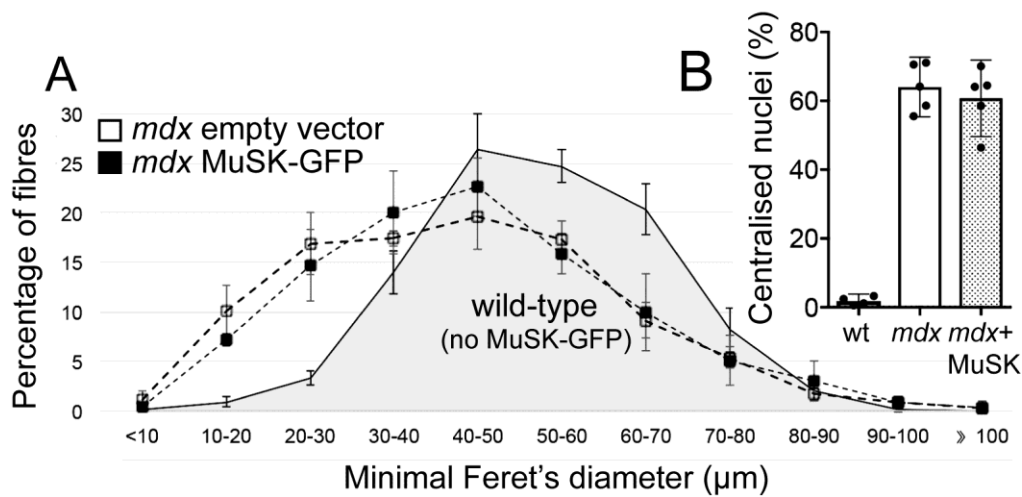 A
Percentage of fibres
30
25
20
15
10
5
0
mdx empty vector
mdx MuSK-GFP
wild-type
(no MuSK-GFP)
<10 10-20 20-30 30-40 40-50 50-60 60-70 70-80 80-90 90-100 》100
Minimal Feret's diameter (µm)
B
Centralised nuclei (%)
80
60
40
20
0
wt mdx mdx+
MuSK